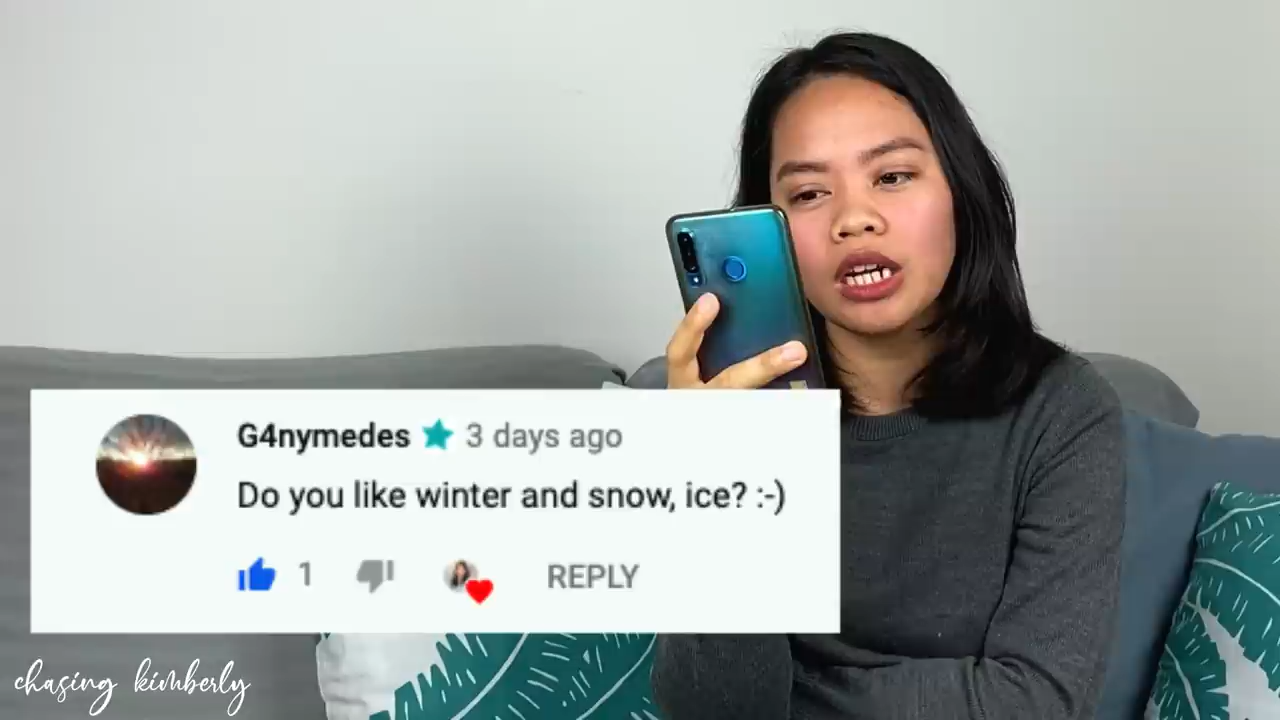 G4nymedes 3 days ago
Do you like winter and snow, ice? :-)
1 REPLY
chasing kimberly